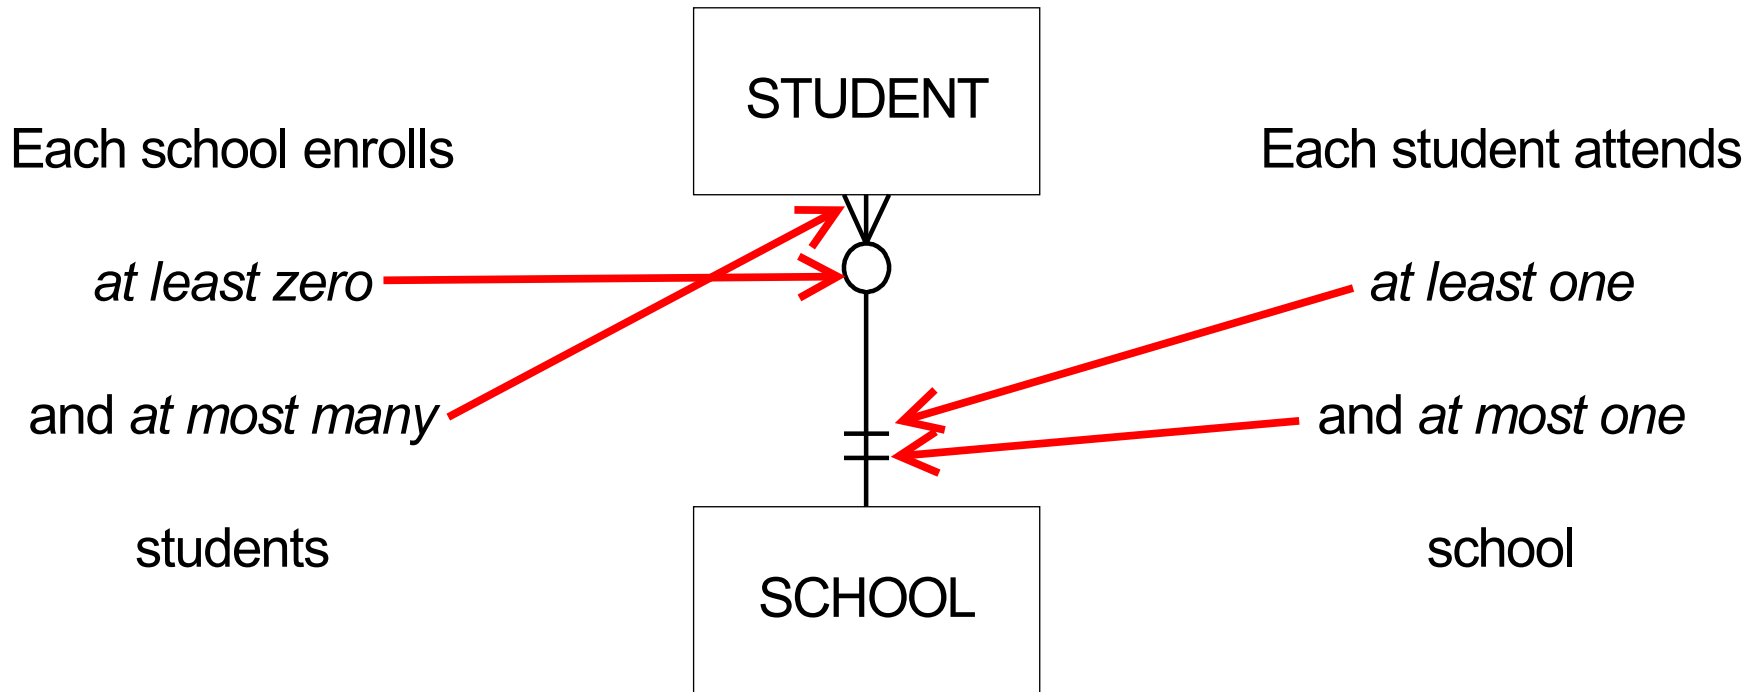 STUDENT
Each school enrolls
at least zero
and at most many
students
Each student attends
at least one
and at most one
school
SCHOOL